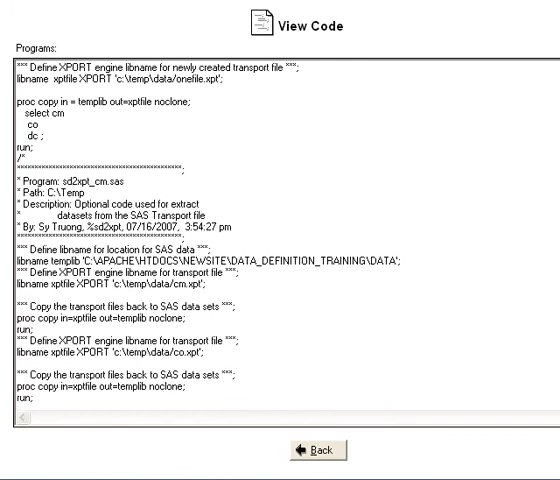 View Code
Programs:
*** Define XPORT engine libname for newly created transport file ***;
libname xptfile XPORT 'c:\temp\data/onefile.xpt';
proc copy in = templib out=xptfile noclone;
select cm
co
dc ;
run;
/*
************************************************;
* Program: sd2xpt_cm.sas
* Path: C:\Temp
* Description: Optional code used for extract
* datasets from the SAS Transport file
* By: Sy Truong, %sd2xpt, 07/16/2007, 3:54:27 pm
************************************************;
*** Define libname for location for SAS data ***;
libname templib 'C:\APACHE\HTDOCS\NEWSITE\DATA_DEFINITION_TRAINING\DATA';
*** Define XPORT engine libname for transport file ***;
libname xptfile XPORT 'c:\temp\data/cm.xpt';
*** Copy the transport files back to SAS data sets ***;
proc copy in=xptfile out=templib noclone;
run;
*** Define XPORT engine libname for transport file ***;
libname xptfile XPORT 'c:\temp\data/co.xpt';
*** Copy the transport files back to SAS data sets ***;
proc copy in=xptfile out=templib noclone;
run;
Back